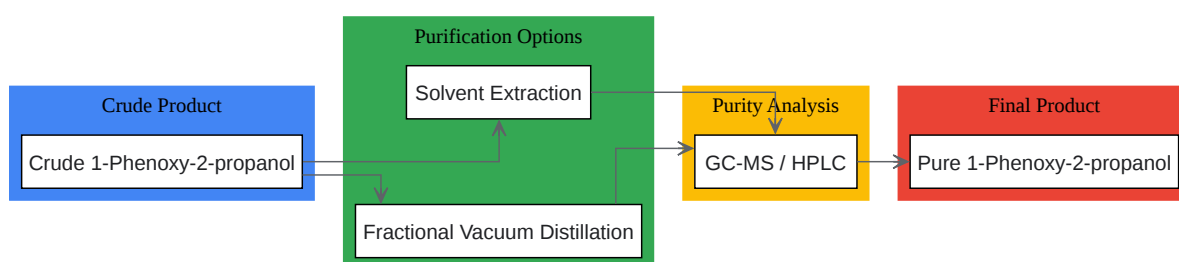 Crude Product
Crude 1-Phenoxy-2-propanol
Purification Options
Solvent Extraction
Fractional Vacuum Distillation
Purity Analysis
GC-MS / HPLC
Final Product
Pure 1-Phenoxy-2-propanol